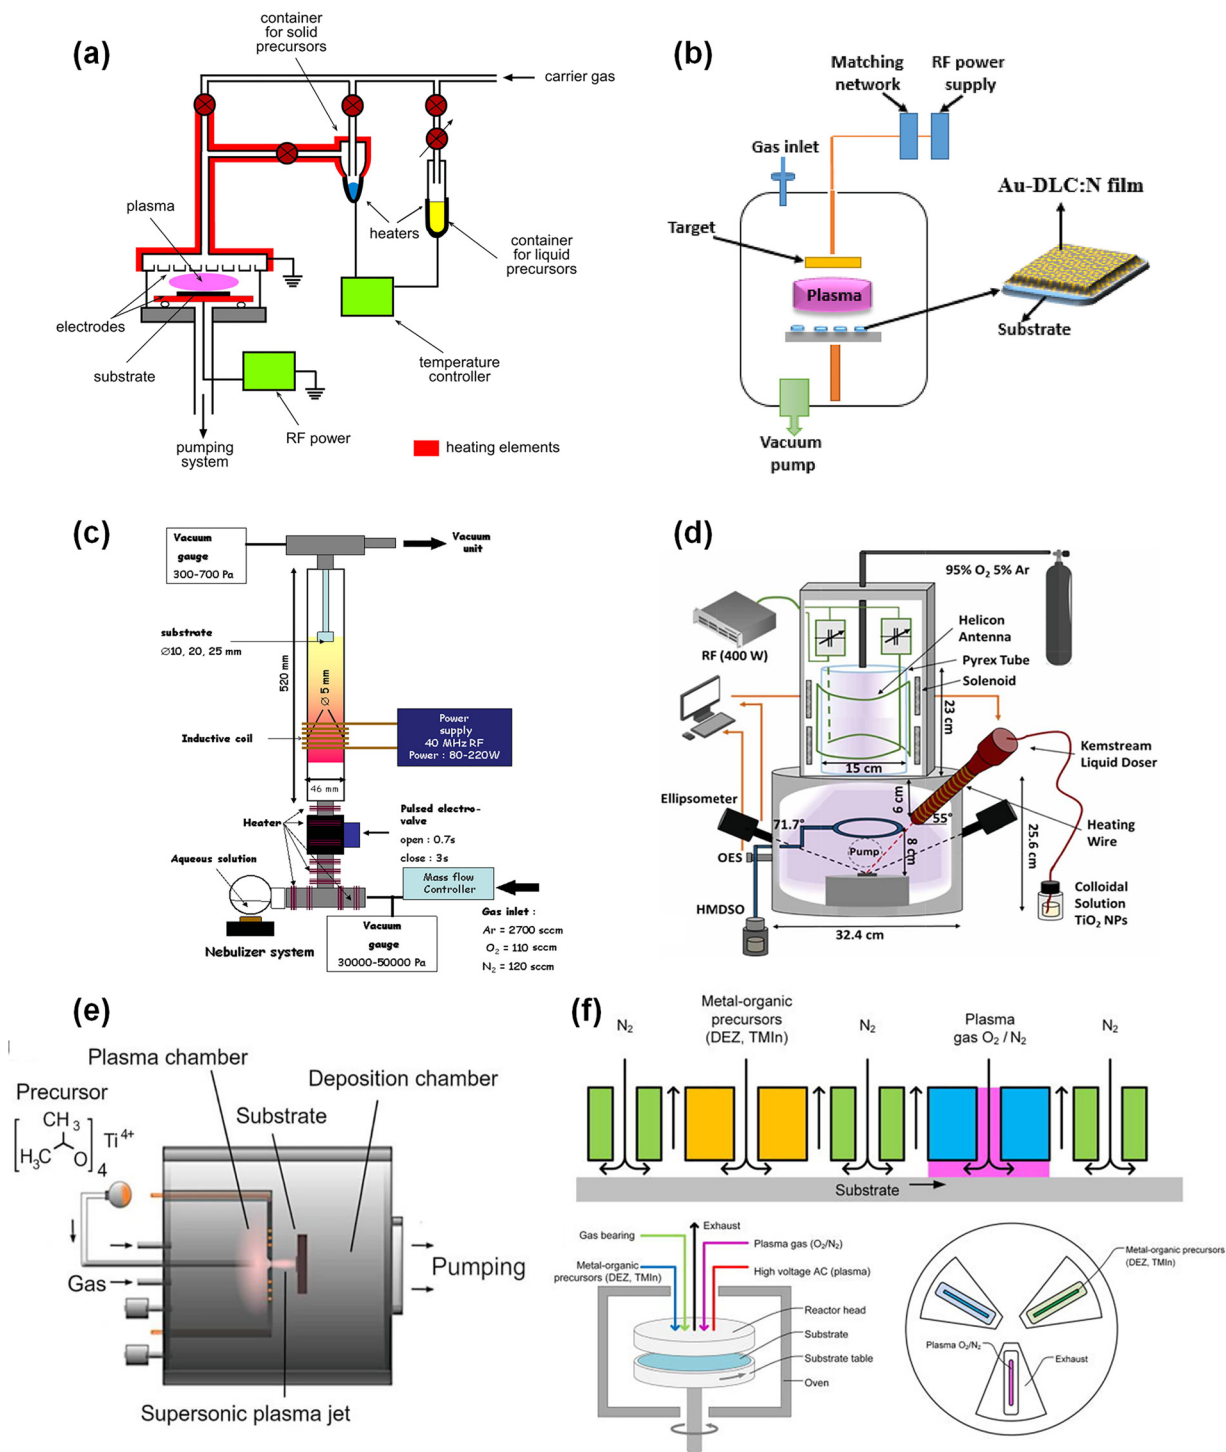 (a)
container
for solid
precursors
carrier gas
plasma
heaters
container
for liquid
precursors
electrodes
substrate
temperature
controller
RF power
pumping
system
heating elements
(b)
Matching
network
RF power
supply
Gas inlet
Au-DLC:N film
Target
Plasma
Substrate
Vacuum
pump
(c)
Vacuum
gauge
300-700 Pa
Vacuum
unit
substrate
∅10, 20, 25 mm
520 mm
∅ 5 mm
Inductive coil
Power
supply
40 MHz RF
Power : 80-220W
46 mm
Heater
Pulsed electro-
valve
open : 0.7s
close : 3s
Aqueous solution
Mass flow
Controller
Nebulizer system
Vacuum
gauge
30000-50000 Pa
Gas inlet :
Ar = 2700 sccm
O2 = 110 sccm
N2 = 120 sccm
(d)
95% O2 5% Ar
RF (400 W)
Helicon
Antenna
Pyrex Tube
Solenoid
23 cm
15 cm
Kemstream
Liquid Doser
Ellipsometer
71.7°
6 cm
55°
Heating
Wire
25.6 cm
OES
Pump
8 cm
HMDSO
32.4 cm
Colloidal
Solution
TiO2 NPs
(e)
Plasma chamber
Deposition chamber
Precursor
Substrate
CH3
Ti4+
H3C
O
4
Gas
Pumping
Supersonic plasma jet
(f)
N2
Metal-organic
precursors
(DEZ, TMIn)
N2
Plasma
gas O2 / N2
N2
Substrate
Exhaust
Gas bearing
Plasma gas (O2/N2)
Metal-organic
precursors (DEZ, TMIn)
High voltage AC (plasma)
Reactor head
Substrate
Substrate table
Oven
Metal-organic precursors
(DEZ, TMIn)
Plasma O2/N2
Exhaust